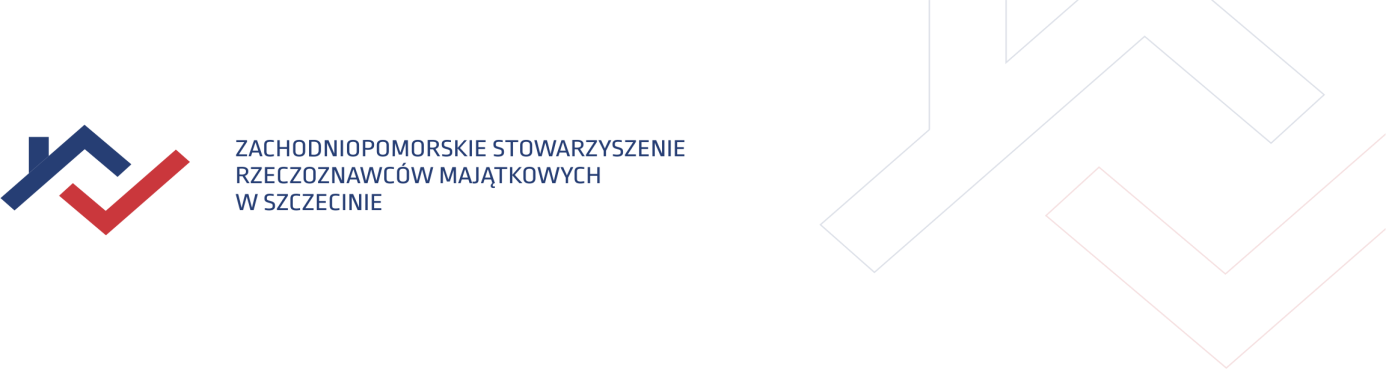 ZACHODNIOPOMORSKIE STOWARZYSZENIE
RZECZOZNAWCÓW MAJĄTKOWYCH
W SZCZECINIE